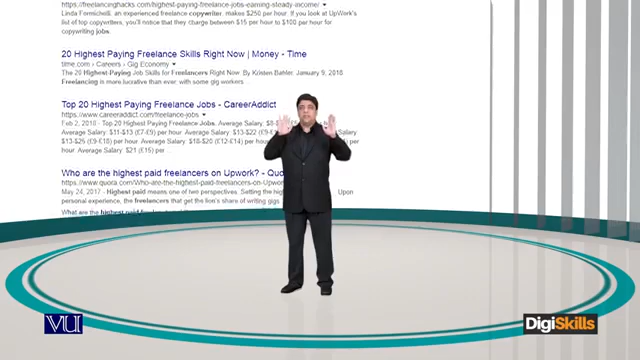 https://freelancinghacks.com/highest-paying-freelance-jobs-earning-steady-income/
Linda Formichelli, an experienced freelance copywriter, makes $250 per hour. If you look at UpWork's
list of top copywriters, you'll notice that they charge between $15 per hour to $100 per hour for
copywriting jobs.
20 Highest Paying Freelance Skills Right Now | Money - Time
time.com › Careers › Gig Economy
The 20 Highest-Paying Job Skills for Freelancers Right Now. By Kristen Bahler. January 9, 2018.
Freelancing is more lucrative than ever: with some gig workers
Top 20 Highest Paying Freelance Jobs - CareerAddict
https://www.careeraddict.com/freelance-jobs
Feb 2, 2018 - Top 20 Highest Paying Freelance Jobs. Average Salary: $8-
Average Salary: $11-$13 (£7-£9) per hour. Average Salary: $13-$22 (£9-
$13-$25 (£9-£18) per hour. Average Salary: $18-$20 (£12-£14) per hour.
Average Salary: $21 (£15) per
Who are the highest paid freelancers on Upwork? - Quo
https://www.quora.com/Who-are-the-highest-paid-freelancers-on-Upwork
May 24, 2017 - Highest paid means one of two perspectives. Setting the high Upon
personal experience, the freelancers that get the lion's share of writing gigs
What are the highest paid
VU DigiSkills